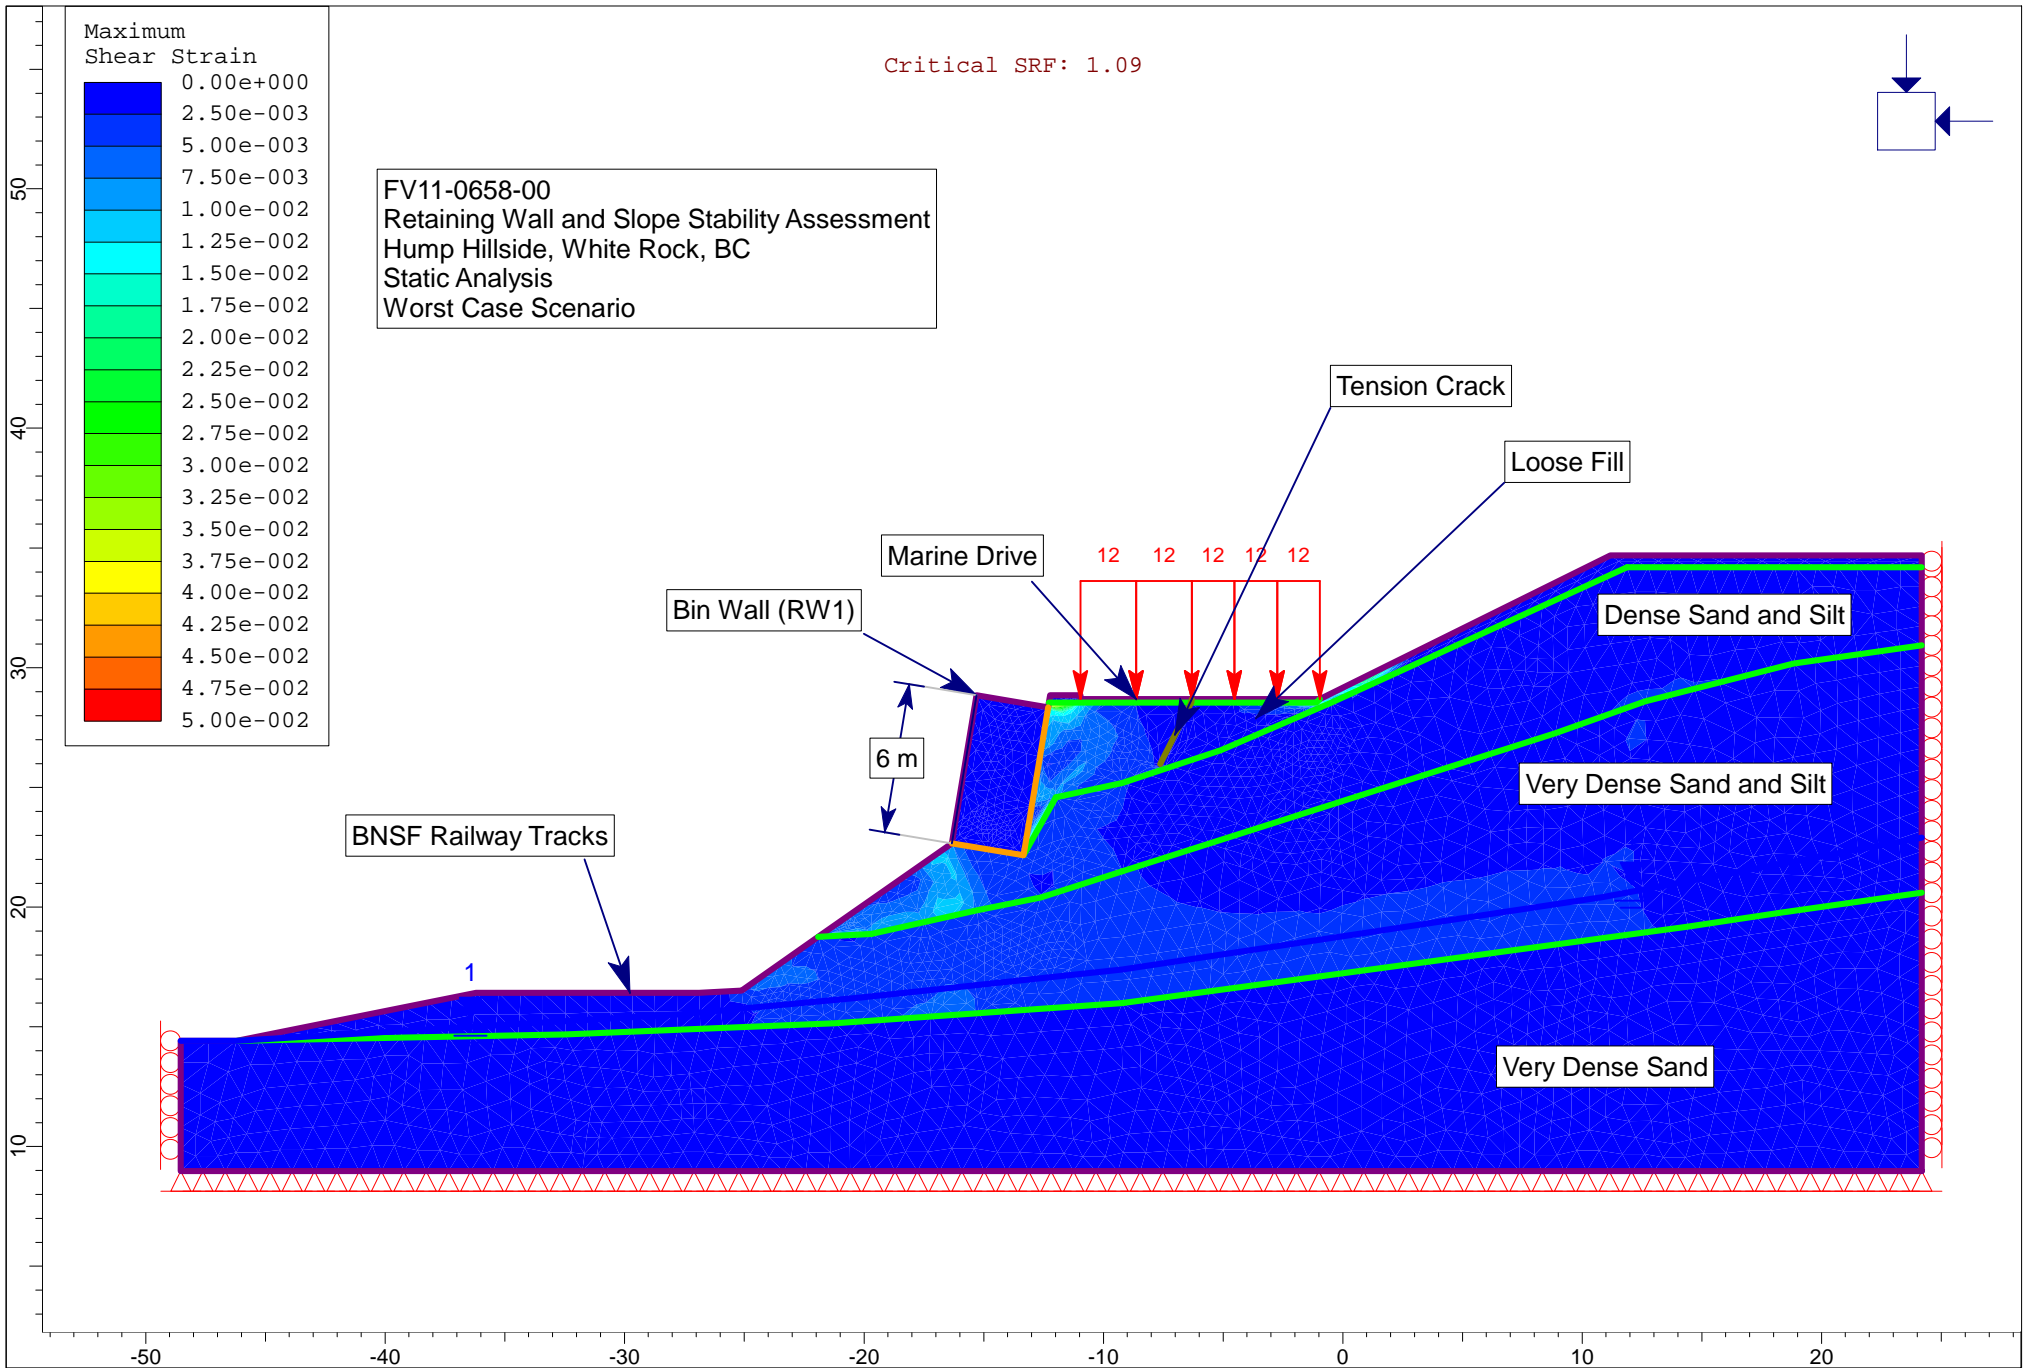 Maximum
Shear Strain
0.00e+000
2.50e-003
5.00e-003
7.50e-003
1.00e-002
1.25e-002
1.50e-002
1.75e-002
2.00e-002
2.25e-002
2.50e-002
2.75e-002
3.00e-002
3.25e-002
3.50e-002
3.75e-002
4.00e-002
4.25e-002
4.50e-002
4.75e-002
5.00e-002
Critical SRF: 1.09
FV11-0658-00
Retaining Wall and Slope Stability Assessment
Hump Hillside, White Rock, BC
Static Analysis
Worst Case Scenario
Tension Crack
Loose Fill
Marine Drive
12 12 12 12 12
Bin Wall (RW1)
Dense Sand and Silt
6 m
Very Dense Sand and Silt
BNSF Railway Tracks
1
Very Dense Sand
50
40
30
20
10
-50 -40 -30 -20 -10 0 10 20